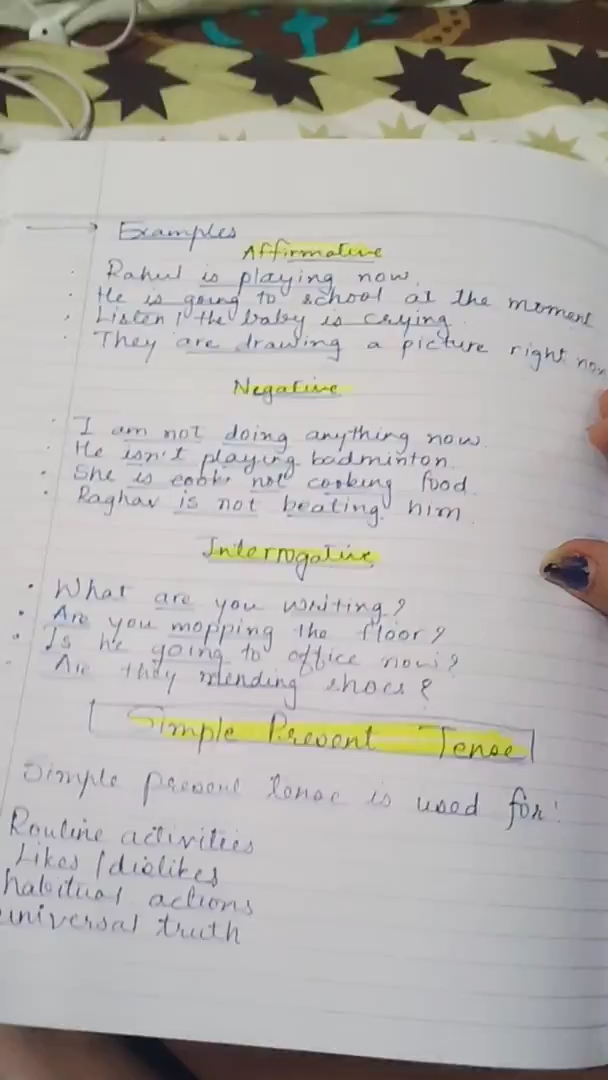 Examples
Affirmative
Rahul is playing now.
He is going to school at the moment
Listen ! the baby is crying.
They are drawing a picture right now
Negative
I am not doing anything now.
He isn't playing badminton.
She is cook not cooking food.
Raghav is not beating him
Interrogative
What are you writing?
Are you mopping the floor?
Is he going to office now?
Are they mending shoes?
Simple Present Tense
Simple present tense is used for:
Routine activities
Likes / dislikes
habitual actions
universal truth